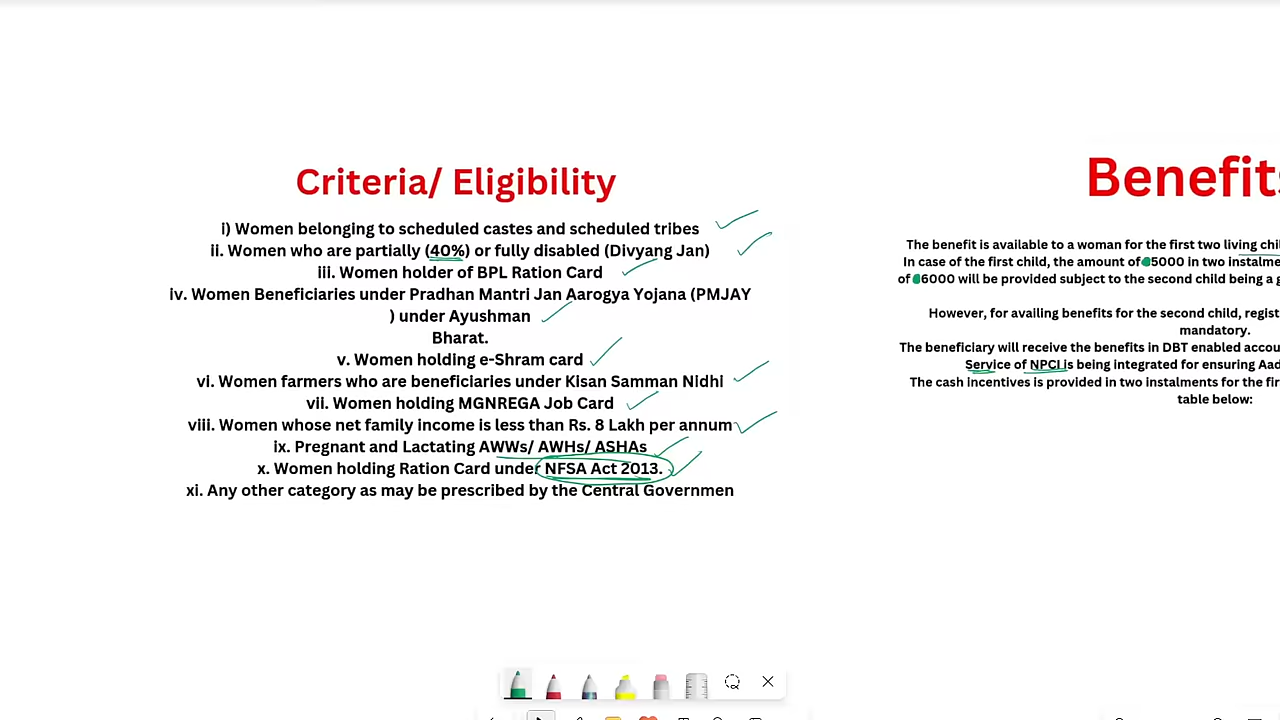 Criteria/ Eligibility
i) Women belonging to scheduled castes and scheduled tribes
ii. Women who are partially (40%) or fully disabled (Divyang Jan)
iii. Women holder of BPL Ration Card
iv. Women Beneficiaries under Pradhan Mantri Jan Aarogya Yojana (PMJAY
) under Ayushman
Bharat.
v. Women holding e-Shram card
vi. Women farmers who are beneficiaries under Kisan Samman Nidhi
vii. Women holding MGNREGA Job Card
viii. Women whose net family income is less than Rs. 8 Lakh per annum
ix. Pregnant and Lactating AWWs/ AWHs/ ASHAs
x. Women holding Ration Card under NFSA Act 2013.
xi. Any other category as may be prescribed by the Central Governmen
Benefits
The benefit is available to a woman for the first two living chi
In case of the first child, the amount of 5000 in two instalme
of 6000 will be provided subject to the second child being a g
However, for availing benefits for the second child, regist
mandatory.
The beneficiary will receive the benefits in DBT enabled accou
Service of NPCI is being integrated for ensuring Aad
The cash incentives is provided in two instalments for the fir
table below: